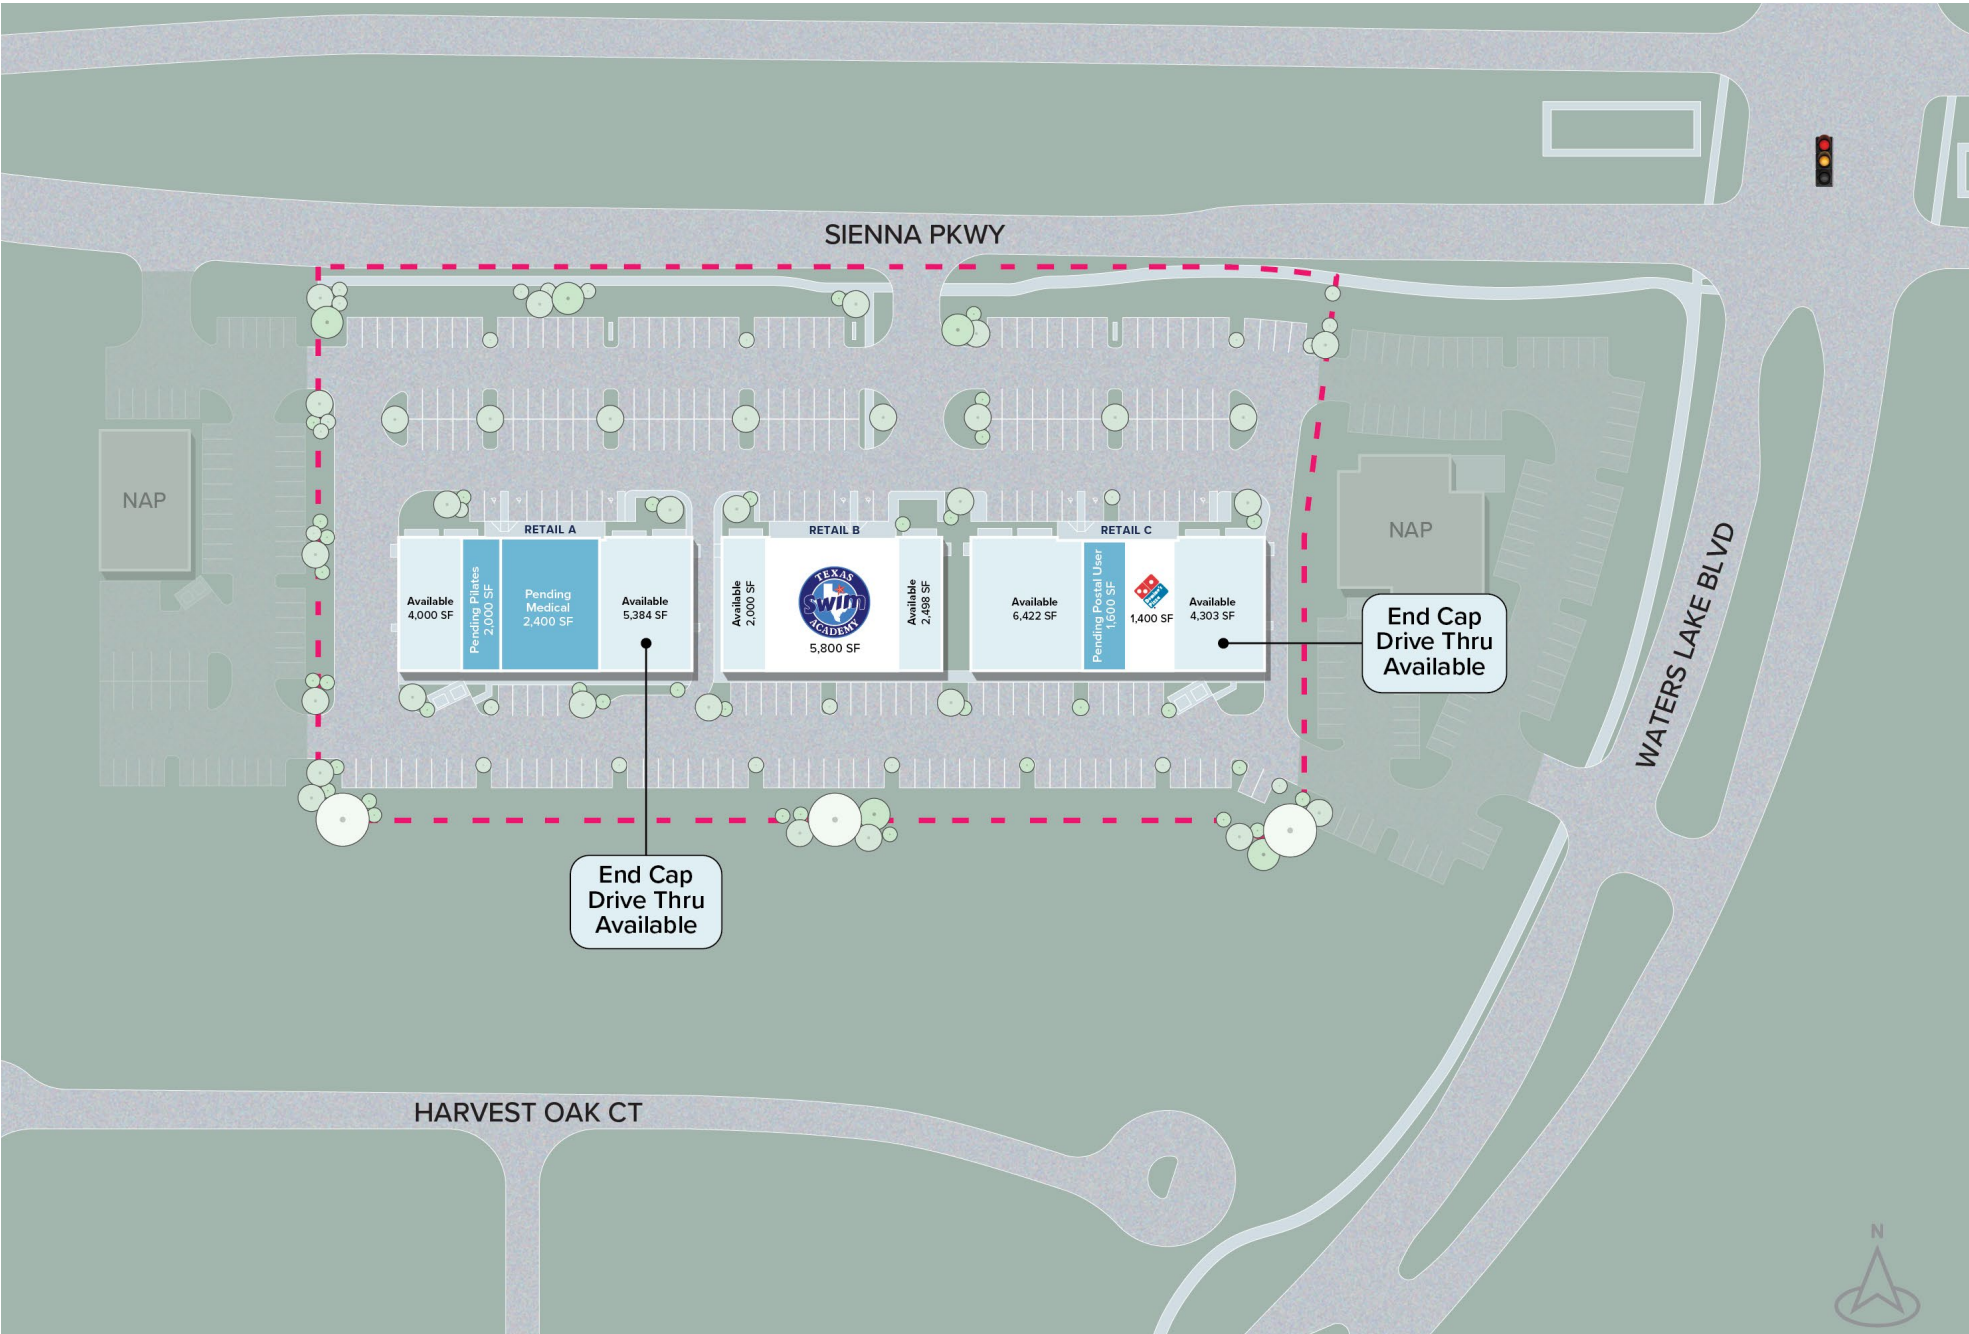 SIENNA PKWY
NAP
RETAIL A
Available
4,000 SF
Pending Pilates
2,000 SF
Pending
Medical
2,400 SF
Available
5,384 SF
RETAIL B
Available
2,000 SF
TEXAS
Swim
ACADEMY
5,800 SF
Available
2,498 SF
RETAIL C
Available
6,422 SF
Pending Postal User
1,600 SF
1,400 SF
Available
4,303 SF
NAP
End Cap
Drive Thru
Available
WATERS LAKE BLVD
End Cap
Drive Thru
Available
HARVEST OAK CT
N